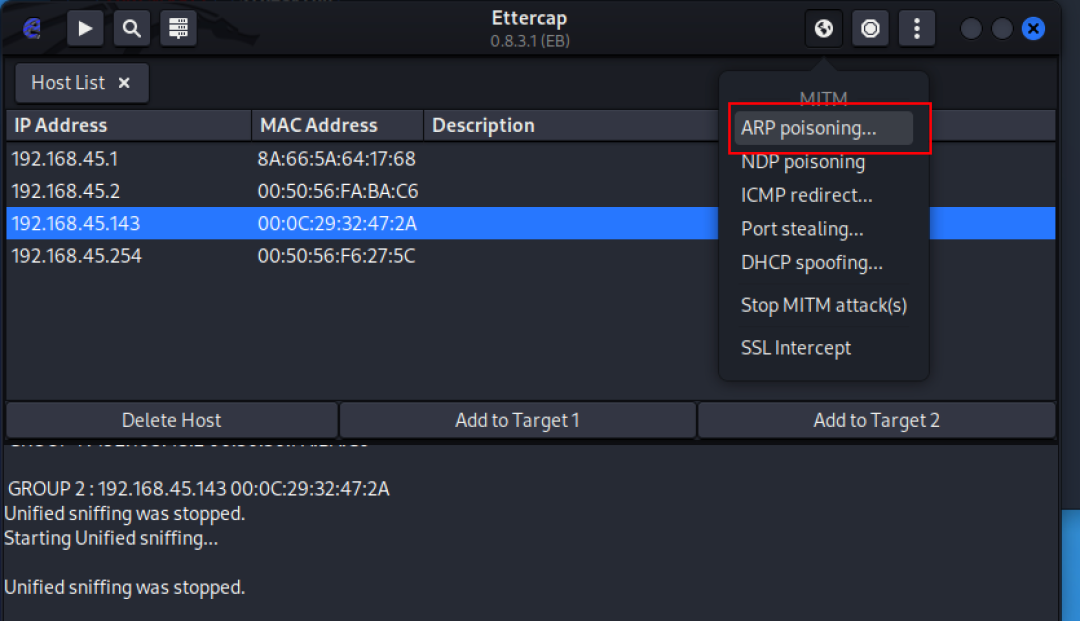 Ettercap
0.8.3.1 (EB)
Host List
MITM
IP Address MAC Address Description
ARP poisoning...
192.168.45.1 8A:66:5A:64:17:68
NDP poisoning
192.168.45.2 00:50:56:FA:BA:C6
ICMP redirect...
192.168.45.143 00:0C:29:32:47:2A
Port stealing...
192.168.45.254 00:50:56:F6:27:5C
DHCP spoofing...
Stop MITM attack(s)
SSL Intercept
Delete Host Add to Target 1 Add to Target 2
GROUP 2 : 192.168.45.143 00:0C:29:32:47:2A
Unified sniffing was stopped.
Starting Unified sniffing...
Unified sniffing was stopped.